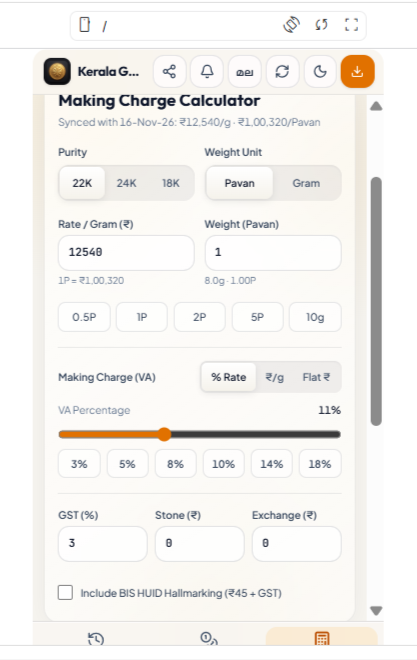 /
Kerala G...
മല
Making Charge Calculator
Synced with 16-Nov-26: ₹12,540/g · ₹1,00,320/Pavan
Purity
Weight Unit
22K 24K 18K
Pavan Gram
Rate / Gram (₹)
Weight (Pavan)
12540
1
1P = ₹1,00,320
8.0g · 1.00P
0.5P 1P 2P 5P 10g
Making Charge (VA)
% Rate ₹/g Flat ₹
VA Percentage 11%
3% 5% 8% 10% 14% 18%
GST (%) Stone (₹) Exchange (₹)
3 0 0
Include BIS HUID Hallmarking (₹45 + GST)